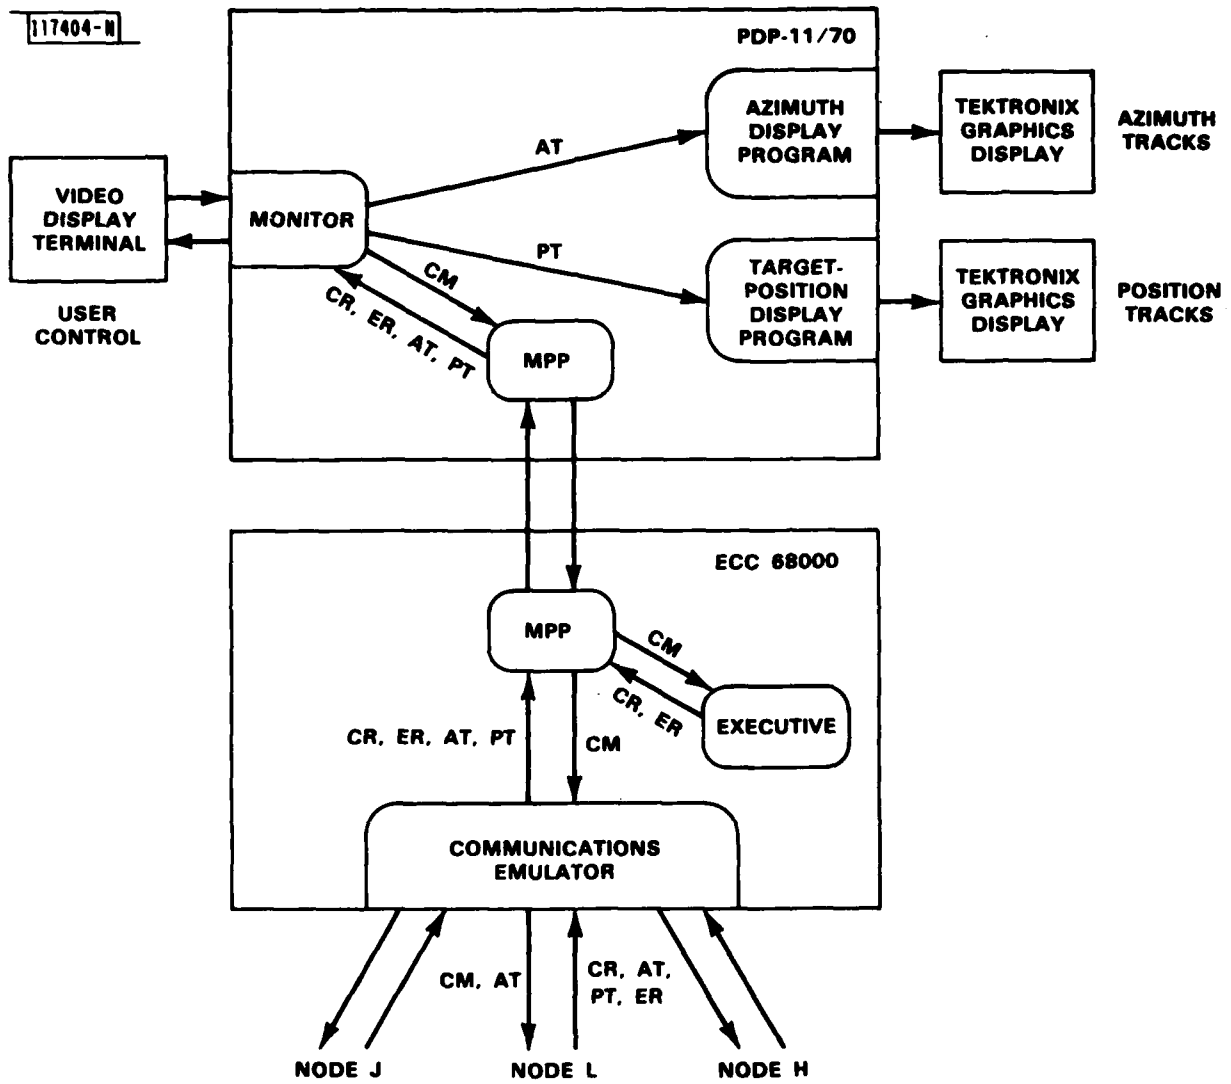 117404-N
PDP-11/70
AZIMUTH
DISPLAY
PROGRAM
TEKTRONIX
GRAPHICS
DISPLAY
AZIMUTH
TRACKS
AT
VIDEO
DISPLAY
TERMINAL
MONITOR
USER
CONTROL
PT
TARGET-
POSITION
DISPLAY
PROGRAM
TEKTRONIX
GRAPHICS
DISPLAY
POSITION
TRACKS
CM
CR, ER, AT, PT
MPP
ECC 68000
MPP
CM
CR, ER
EXECUTIVE
CR, ER, AT, PT
CM
COMMUNICATIONS
EMULATOR
CM, AT
CR, AT,
PT, ER
NODE J
NODE L
NODE H